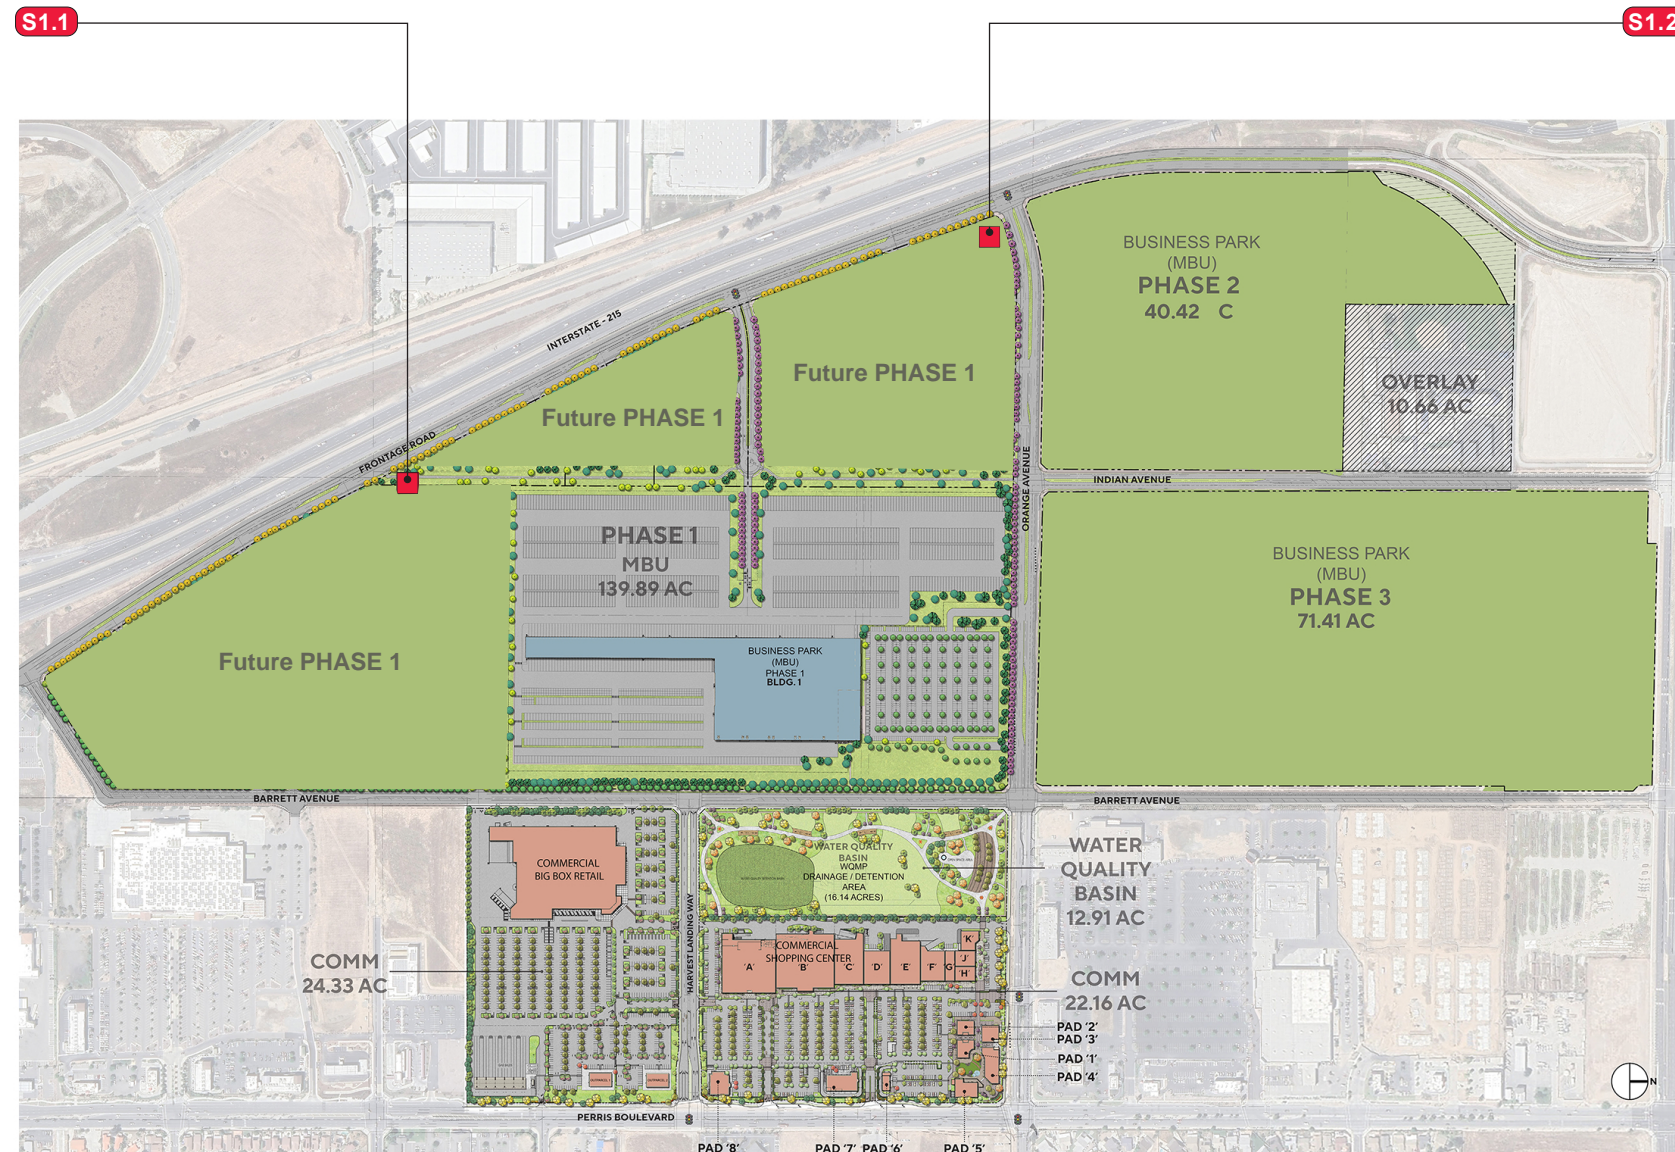 S1.1
S1.2
INTERSTATE - 215
FRONTAGE ROAD
BUSINESS PARK
(MBU)
PHASE 2
40.42 C
OVERLAY
10.66 AC
Future PHASE 1
Future PHASE 1
INDIAN AVENUE
ORANGE AVENUE
PHASE 1
MBU
139.89 AC
BUSINESS PARK
(MBU)
PHASE 3
71.41 AC
Future PHASE 1
BUSINESS PARK
(MBU)
PHASE 1
BLDG. 1
BARRETT AVENUE
BARRETT AVENUE
COMMERCIAL
BIG BOX RETAIL
WATER QUALITY
BASIN
WQMP
DRAINAGE / DETENTION
AREA
(16.14 ACRES)
WATER
QUALITY
BASIN
12.91 AC
HARVEST LANDING WAY
COMMERCIAL
SHOPPING CENTER
'A'
'B'
'C'
'D'
'E'
'F'
G
'H'
'J'
K
COMM
24.33 AC
COMM
22.16 AC
PAD '2'
PAD '3'
PAD '1'
PAD '4'
N
PERRIS BOULEVARD
PAD '8'
PAD '7'
PAD '6'
PAD '5'